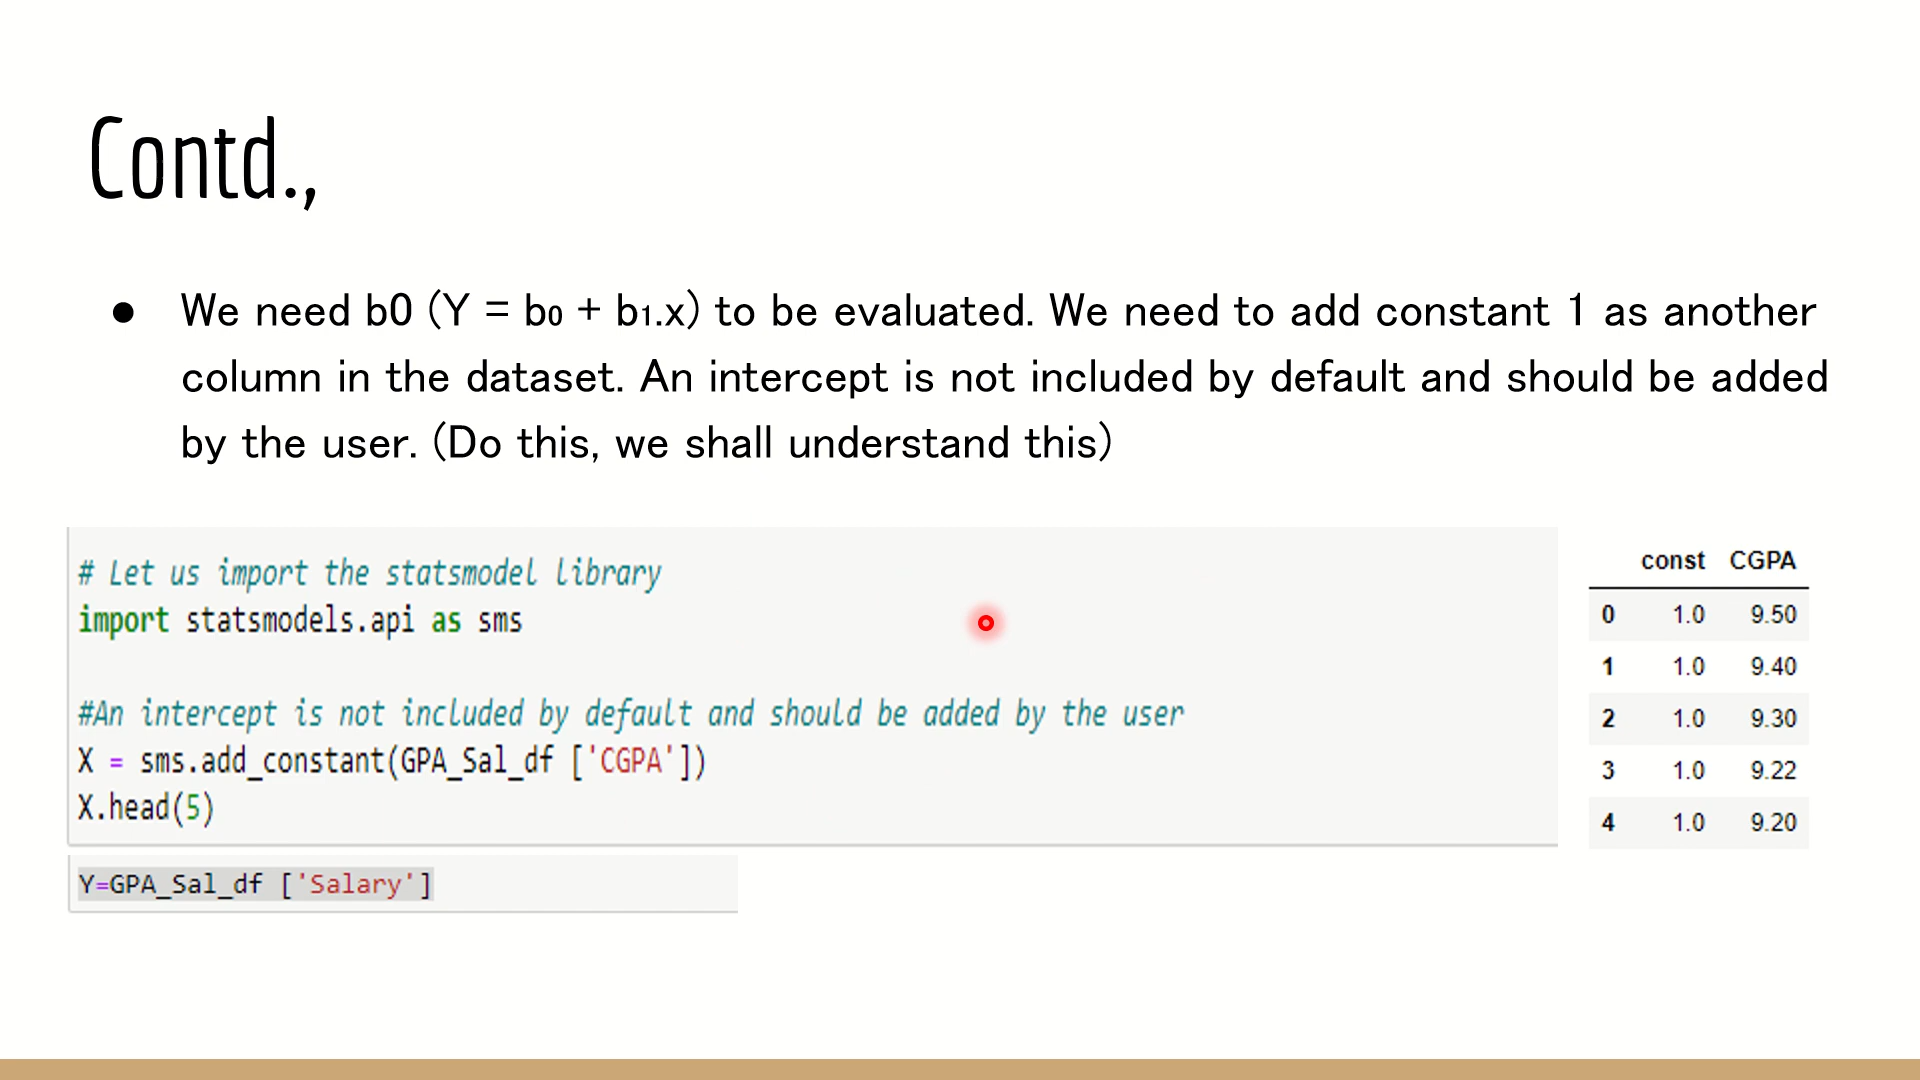 Contd.,
● We need b0 (Y = b₀ + b₁.x) to be evaluated. We need to add constant 1 as another
column in the dataset. An intercept is not included by default and should be added
by the user. (Do this, we shall understand this)
# Let us import the statsmodel library
import statsmodels.api as sms
#An intercept is not included by default and should be added by the user
X = sms.add_constant(GPA_Sal_df ['CGPA'])
X.head(5)
Y=GPA_Sal_df ['Salary']
const CGPA
0 1.0 9.50
1 1.0 9.40
2 1.0 9.30
3 1.0 9.22
4 1.0 9.20